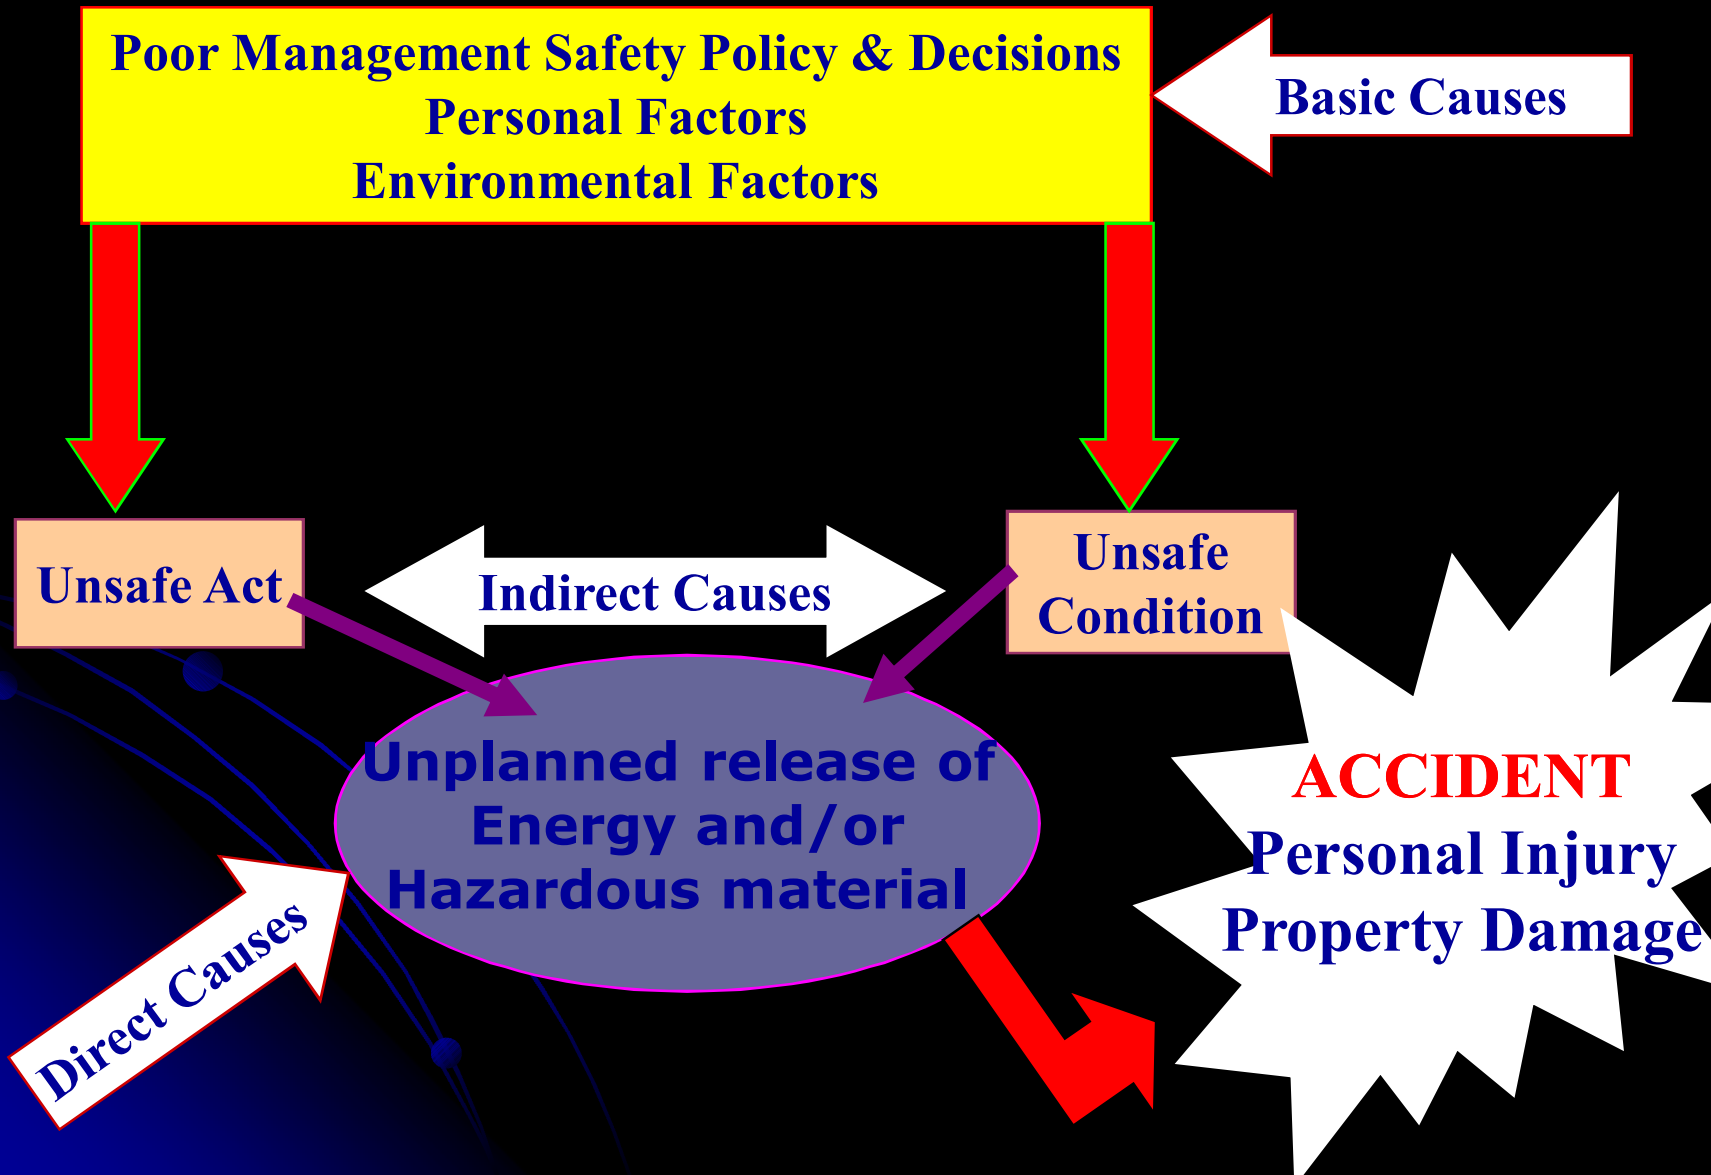 Poor Management Safety Policy & Decisions
Personal Factors
Environmental Factors
Basic Causes
Unsafe Act
Indirect Causes
Unsafe
Condition
Unplanned release of
Energy and/or
Hazardous material
Direct Causes
ACCIDENT
Personal Injury
Property Damage